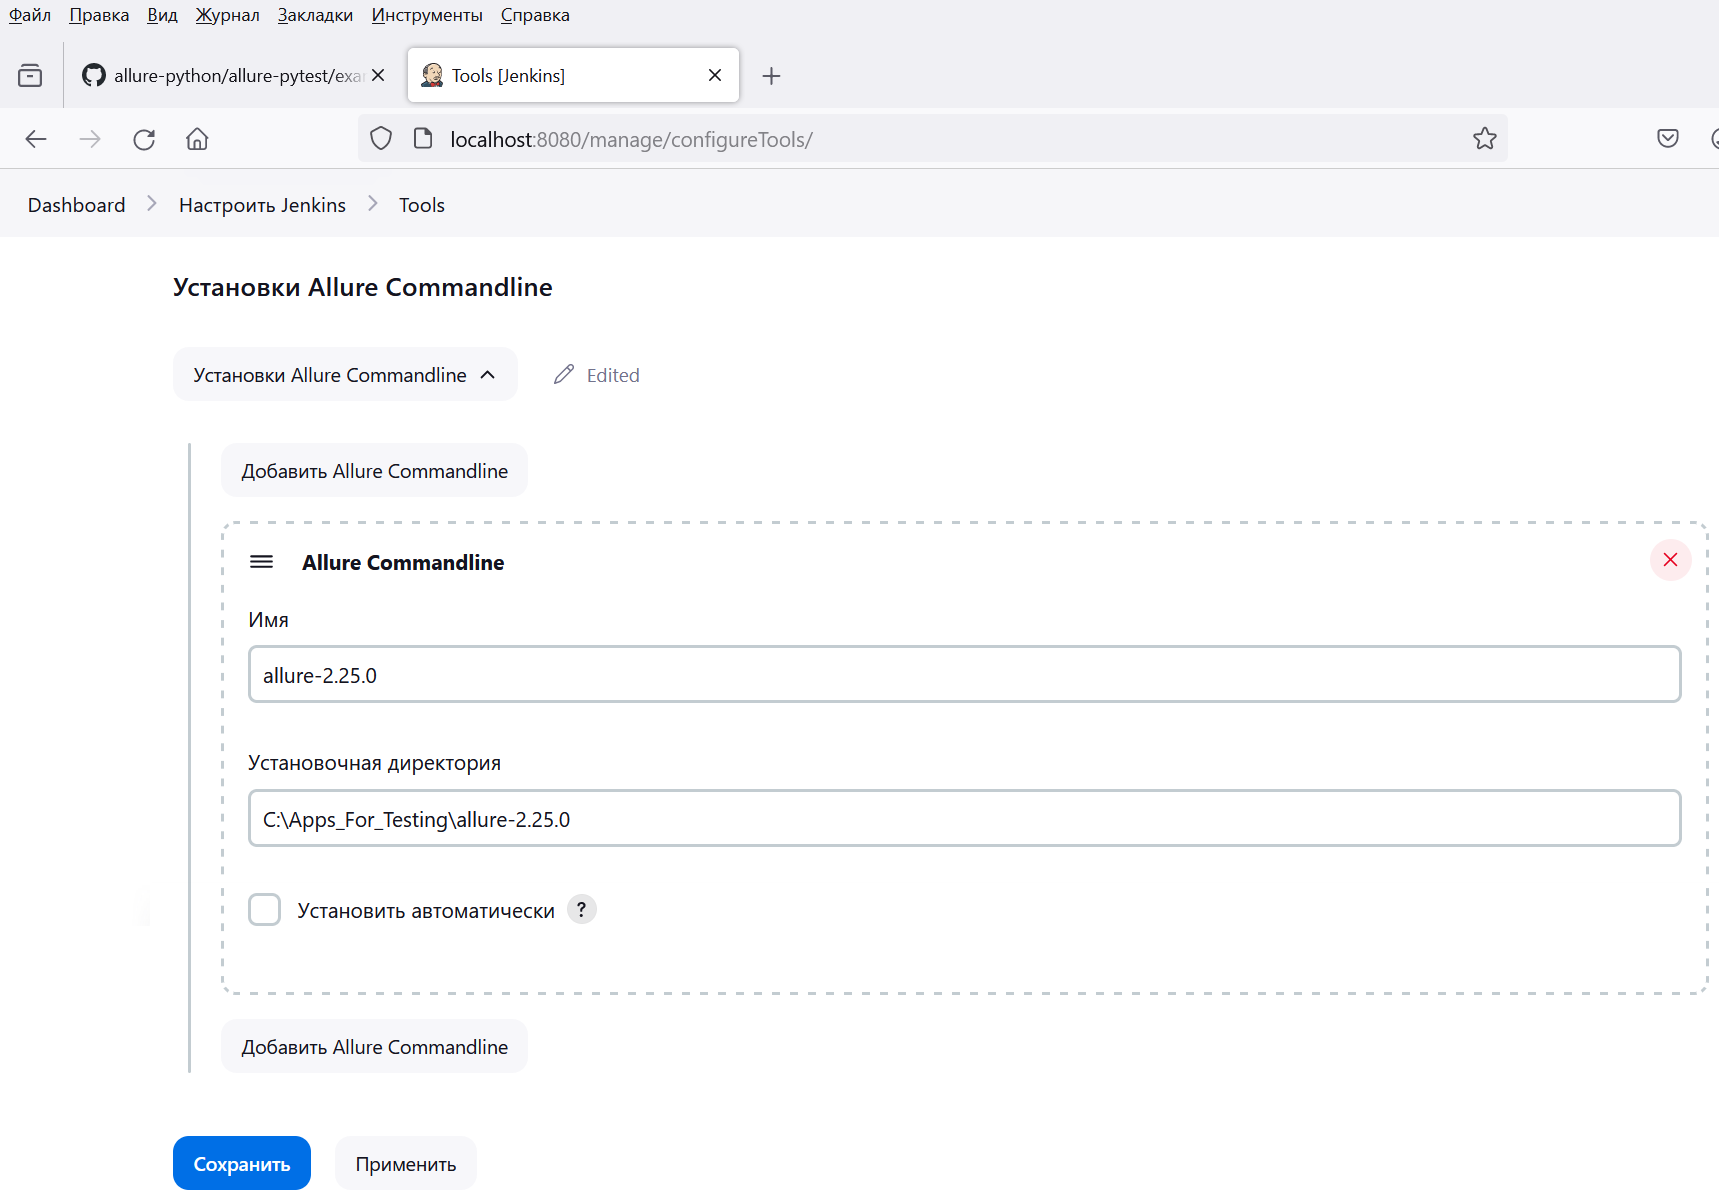 Файл Правка Вид Журнал Закладки Инструменты Справка
allure-python/allure-pytest/exa
Tools [Jenkins]
localhost:8080/manage/configureTools/
Dashboard Настроить Jenkins Tools
Установки Allure Commandline
Установки Allure Commandline Edited
Добавить Allure Commandline
Allure Commandline
Имя
allure-2.25.0
Установочная директория
C:\Apps_For_Testing\allure-2.25.0
Установить автоматически ?
Добавить Allure Commandline
Сохранить Применить